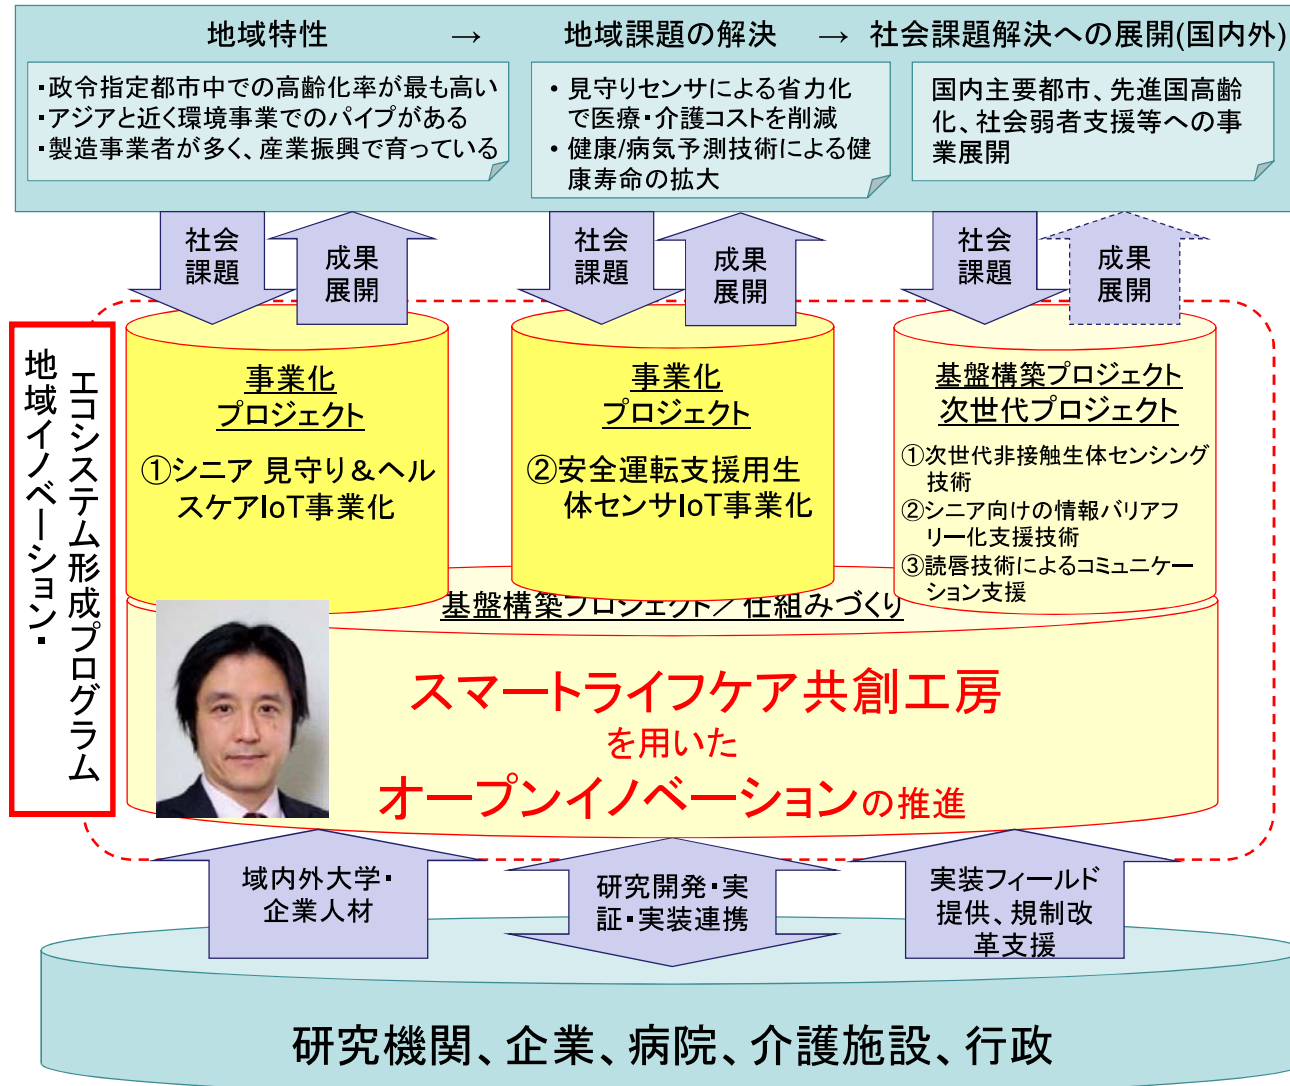 地域特性 → 地域課題の解決 → 社会課題解決への展開(国内外)
・政令指定都市中での高齢化率が最も高い
・アジアと近く環境事業でのパイプがある
・製造事業者が多く、産業振興で育っている
• 見守りセンサによる省力化
で医療・介護コストを削減
• 健康/病気予測技術による健
康寿命の拡大
国内主要都市、先進国高齢
化、社会弱者支援等への事
業展開
社会
課題
成果
展開
社会
課題
成果
展開
社会
課題
成果
展開
地域イノベーション・
エコシステム形成プログラム
事業化
プロジェクト
①シニア 見守り＆ヘル
スケアIoT事業化
事業化
プロジェクト
②安全運転支援用生
体センサIoT事業化
基盤構築プロジェクト
次世代プロジェクト
①次世代非接触生体センシング
技術
②シニア向けの情報バリアフ
リー化支援技術
③読唇技術によるコミュニケー
ション支援
基盤構築プロジェクト／仕組みづくり
スマートライフケア共創工房
を用いた
オープンイノベーションの推進
域内外大学・
企業人材
研究開発・実
証・実装連携
実装フィールド
提供、規制改
革支援
研究機関、企業、病院、介護施設、行政